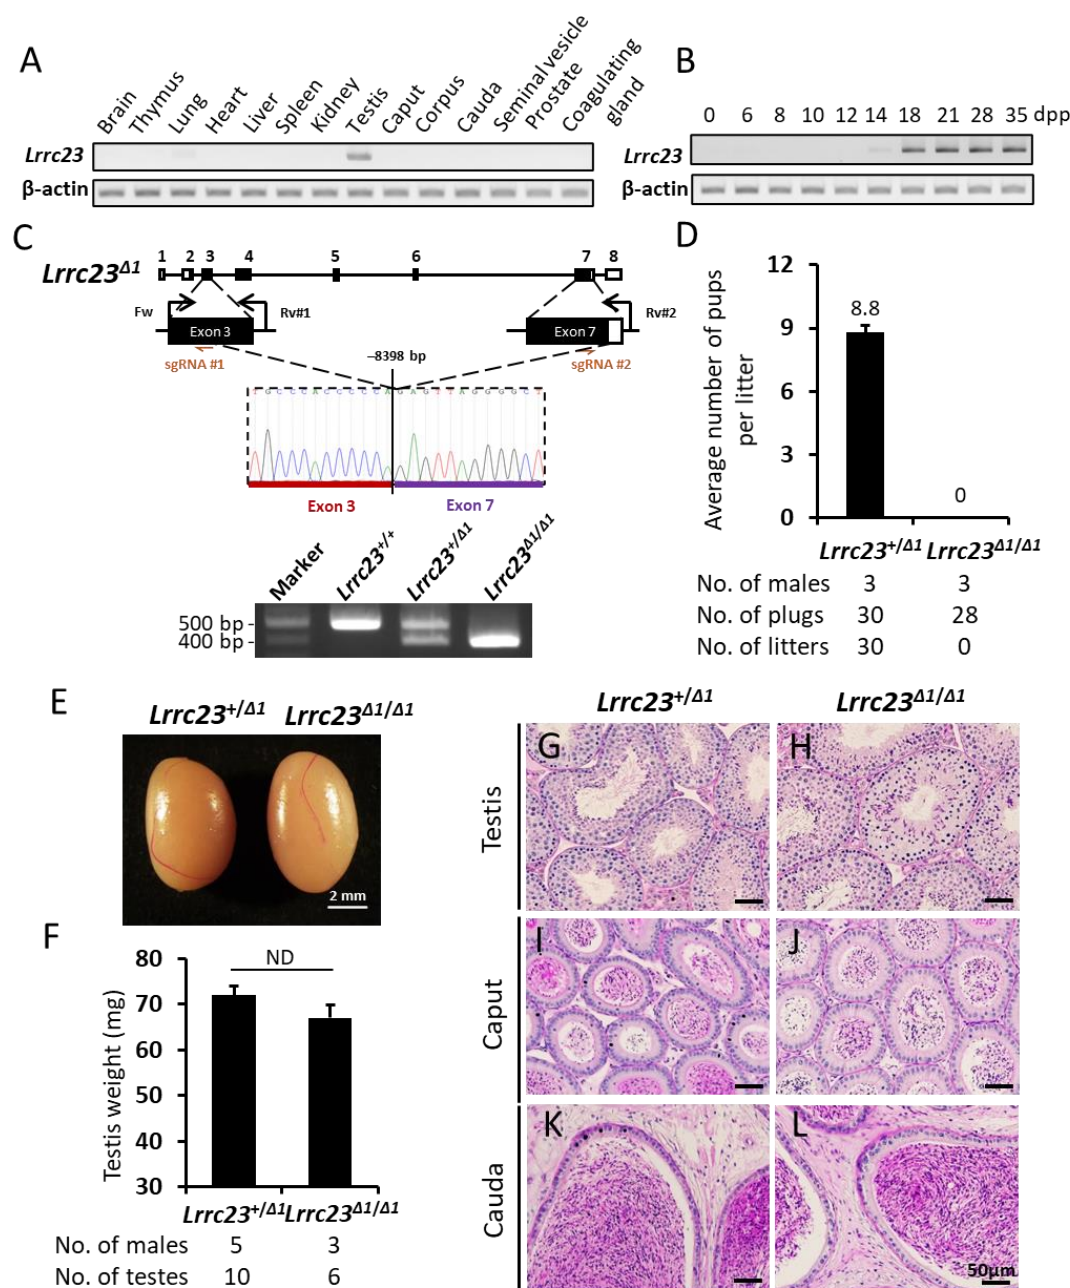 A
Brain
Thymus
Lung
Heart
Liver
Spleen
Kidney
Testis
Caput
Corpus
Cauda
Seminal vesicle
Prostate
Coagulating
gland
Lrrc23
β-actin
B
0 6 8 10 12 14 18 21 28 35 dpp
Lrrc23
β-actin
C
1 2 3 4 5 6 7 8
Lrrc23Δ1
Fw
Rv#1
Rv#2
Exon 3
Exon 7
sgRNA #1
sgRNA #2
–8398 bp
G C C C A C C C C C A G A G T T A G G G G C T
Exon 3
Exon 7
Marker
Lrrc23+/+
Lrrc23+/Δ1
Lrrc23Δ1/Δ1
500 bp -
400 bp -
D
Average number of pups
per litter
12
9
6
3
0
8.8
0
Lrrc23+/Δ1 Lrrc23Δ1/Δ1
No. of males 3 3
No. of plugs 30 28
No. of litters 30 0
E
Lrrc23+/Δ1 Lrrc23Δ1/Δ1
2 mm
F
Testis weight (mg)
80
70
60
50
40
30
ND
Lrrc23+/Δ1 Lrrc23Δ1/Δ1
No. of males 5 3
No. of testes 10 6
Lrrc23+/Δ1 Lrrc23Δ1/Δ1
Testis
G
H
Caput
I
J
Cauda
K
L
50μm